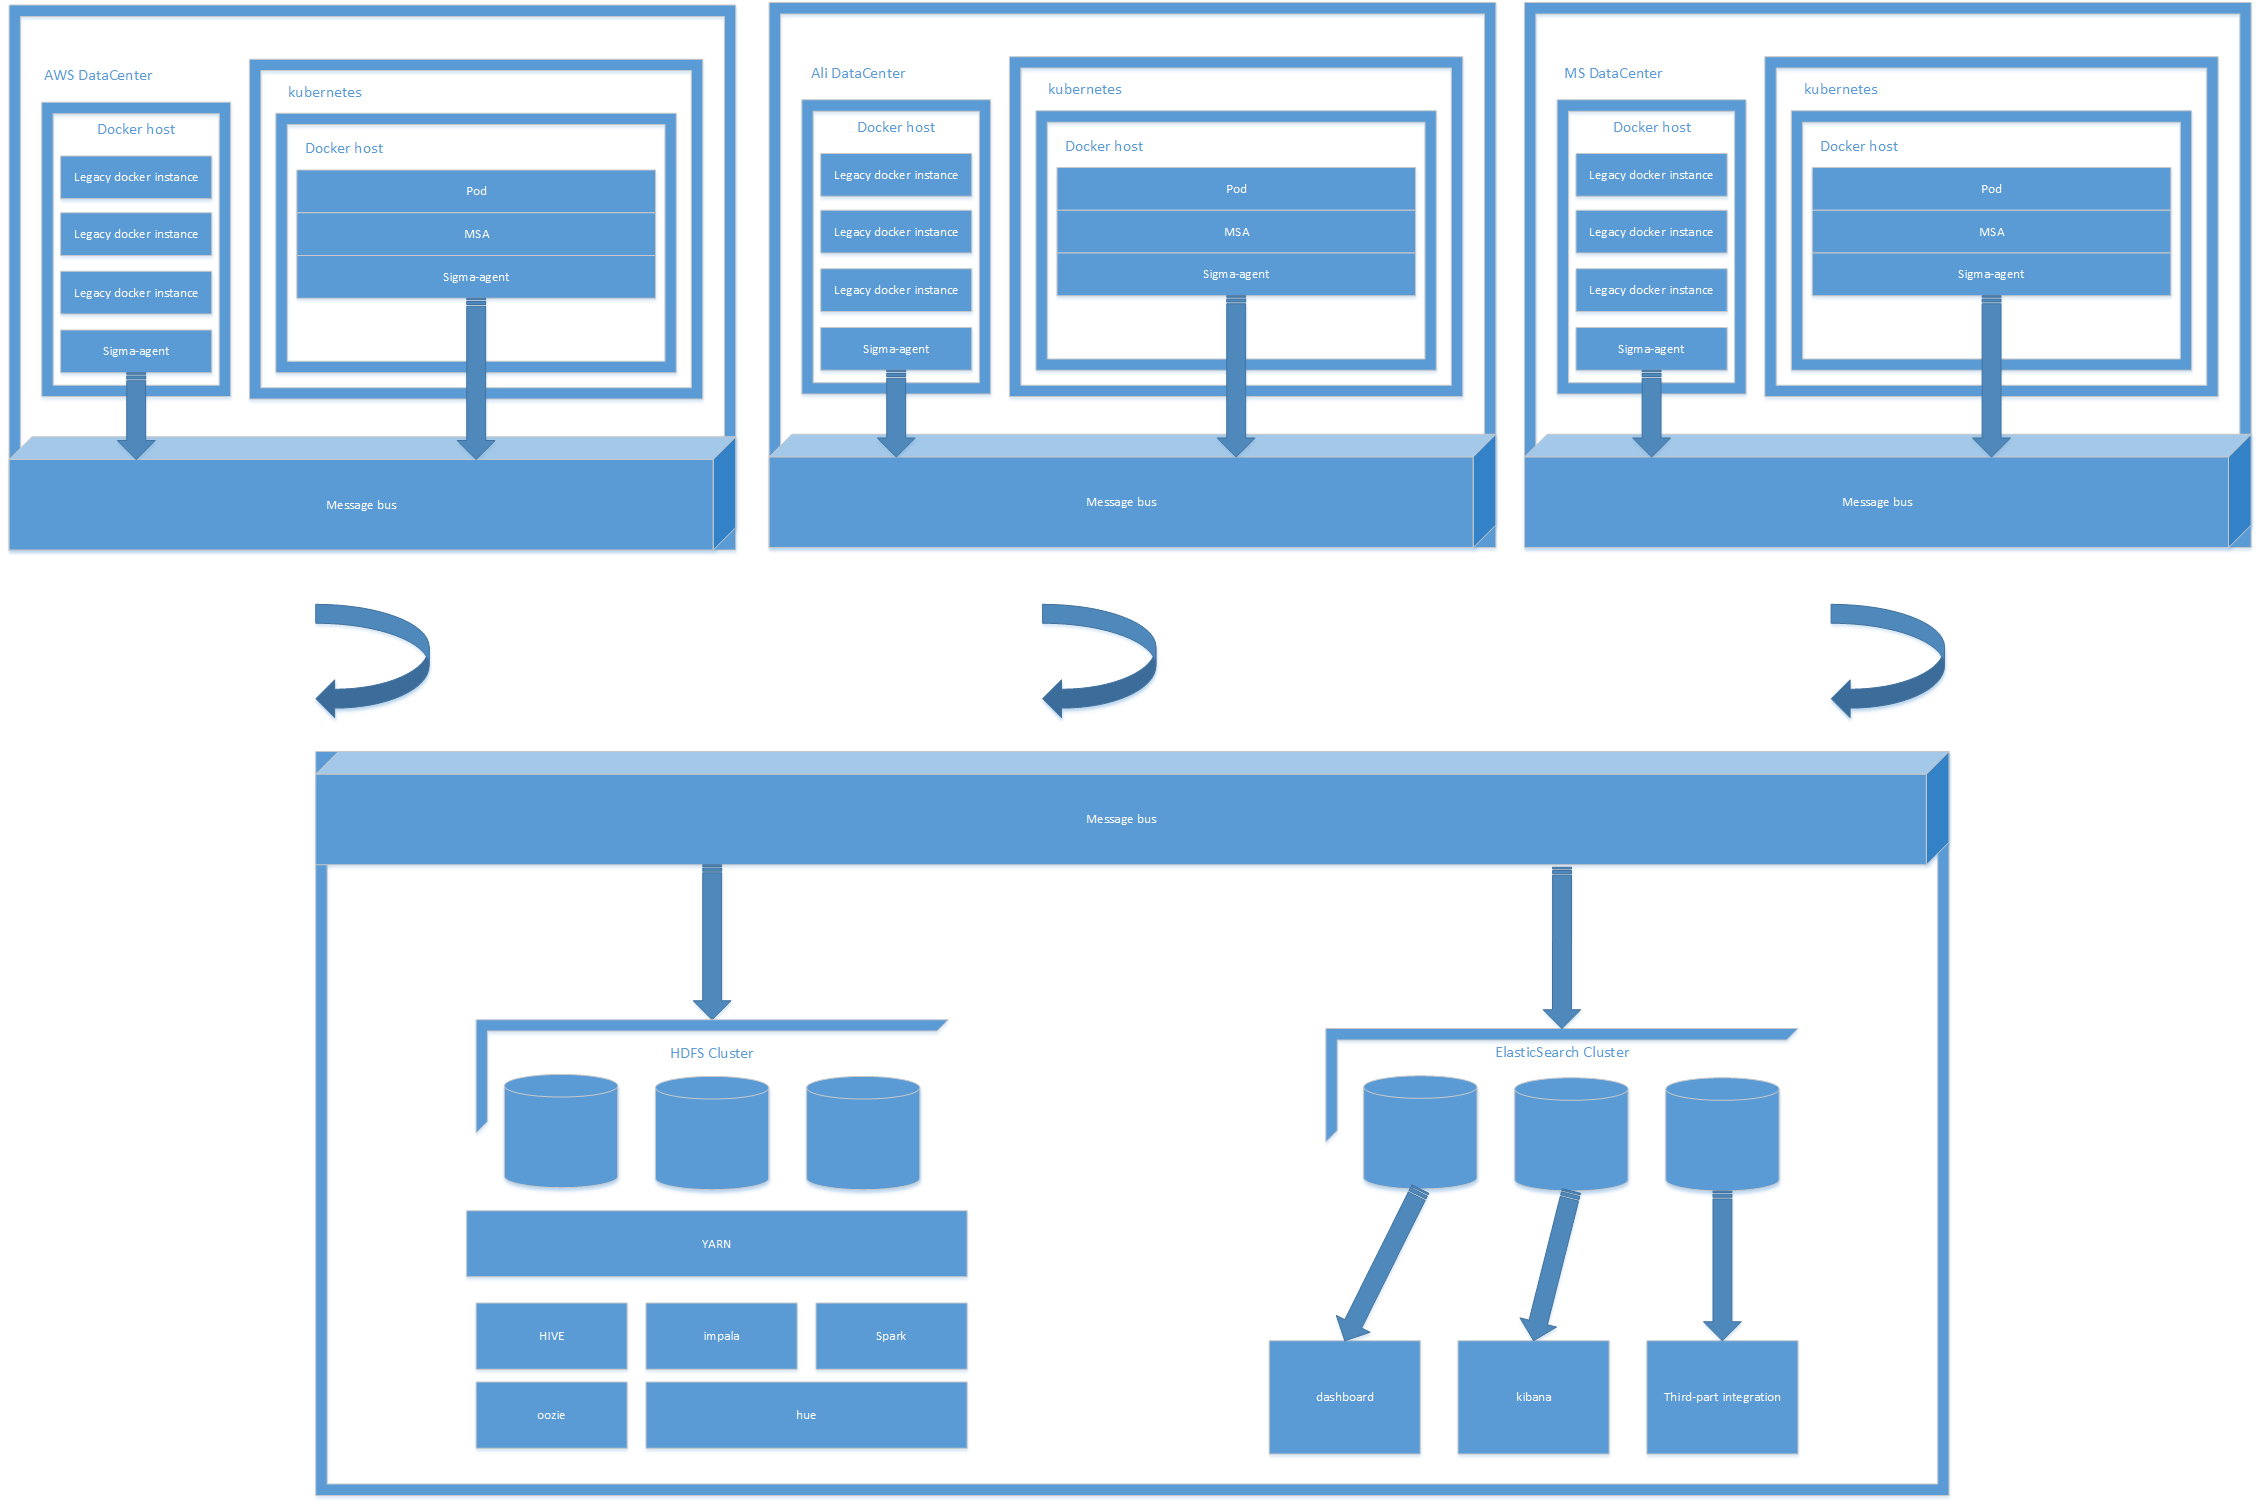 AWS DataCenter
kubernetes
Docker host
Docker host
Legacy docker instance
Legacy docker instance
Legacy docker instance
Sigma-agent
Pod
MSA
Sigma-agent
Message bus
Ali DataCenter
kubernetes
Docker host
Docker host
Legacy docker instance
Legacy docker instance
Legacy docker instance
Sigma-agent
Pod
MSA
Sigma-agent
Message bus
MS DataCenter
kubernetes
Docker host
Docker host
Legacy docker instance
Legacy docker instance
Legacy docker instance
Sigma-agent
Pod
MSA
Sigma-agent
Message bus
Message bus
HDFS Cluster
YARN
HIVE
impala
Spark
oozie
hue
ElasticSearch Cluster
dashboard
kibana
Third-part integration